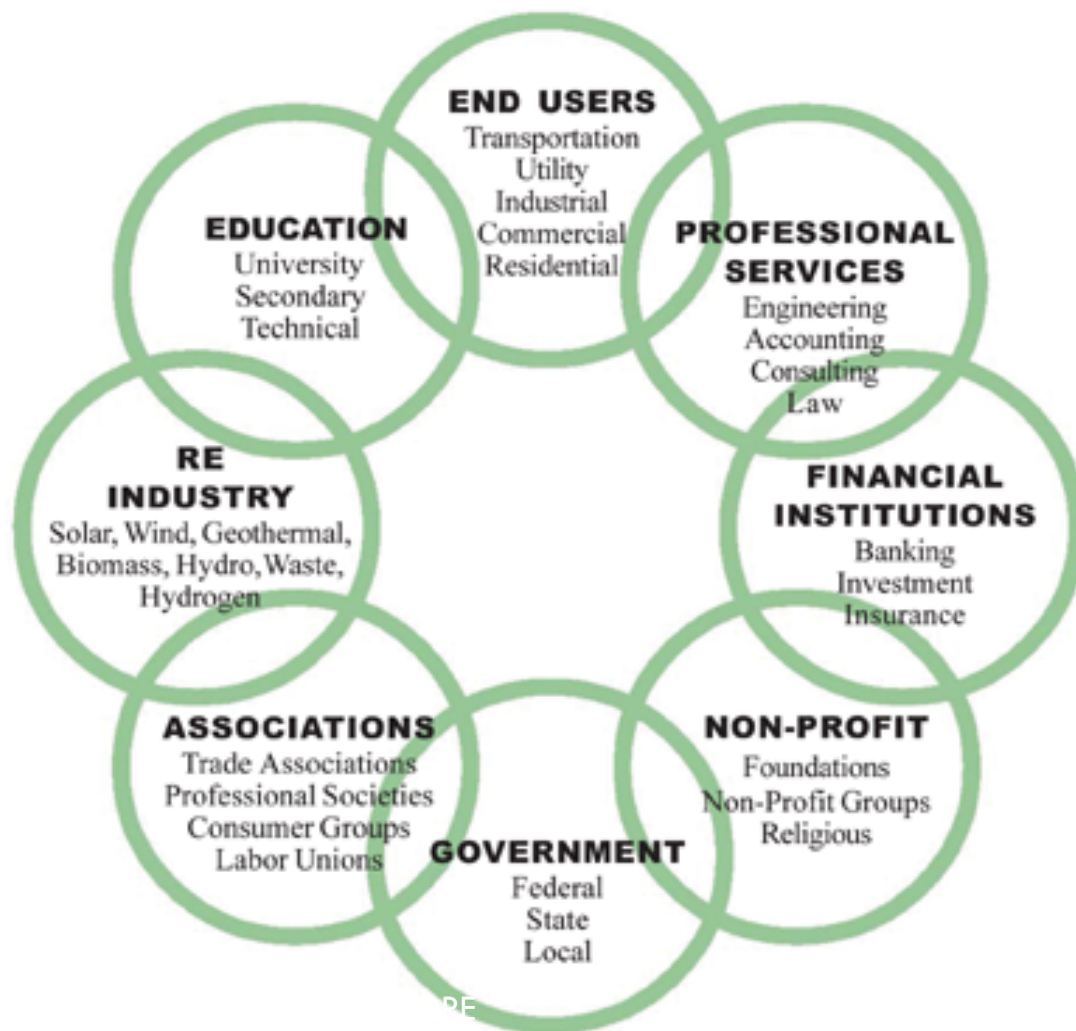 END USERS
Transportation
Utility
Industrial
Commercial
Residential
PROFESSIONAL
SERVICES
Engineering
Accounting
Consulting
Law
FINANCIAL
INSTITUTIONS
Banking
Investment
Insurance
NON-PROFIT
Foundations
Non-Profit Groups
Religious
GOVERNMENT
Federal
State
Local
ASSOCIATIONS
Trade Associations
Professional Societies
Consumer Groups
Labor Unions
RE
INDUSTRY
Solar, Wind, Geothermal,
Biomass, Hydro, Waste,
Hydrogen
EDUCATION
University
Secondary
Technical